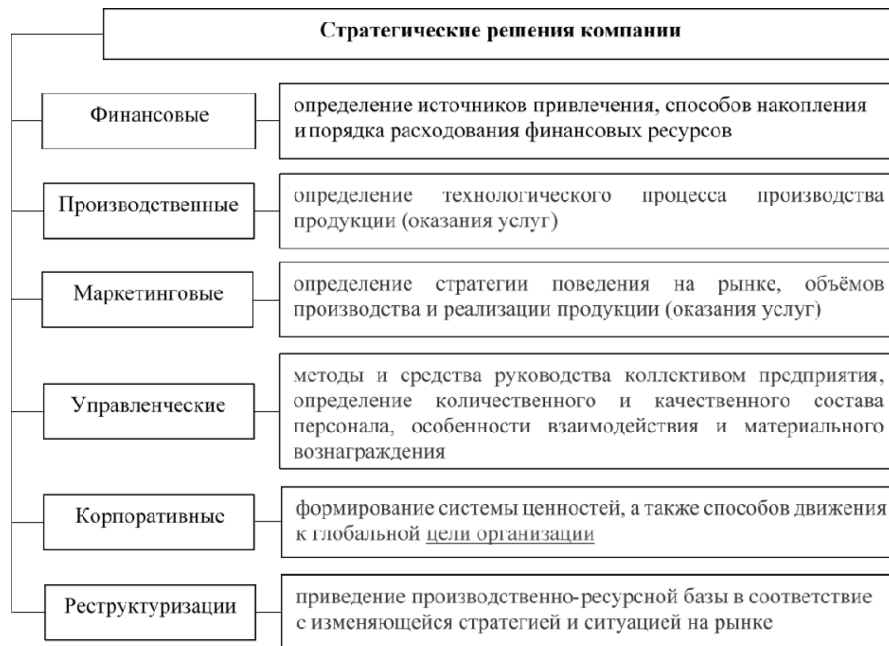 Стратегические решения компании
Финансовые
определение источников привлечения, способов накопления
и порядка расходования финансовых ресурсов
Производственные
определение технологического процесса производства
продукции (оказания услуг)
Маркетинговые
определение стратегии поведения на рынке, объёмов
производства и реализации продукции (оказания услуг)
Управленческие
методы и средства руководства коллективом предприятия,
определение количественного и качественного состава
персонала, особенности взаимодействия и материального
вознаграждения
Корпоративные
формирование системы ценностей, а также способов движения
к глобальной цели организации
Реструктуризации
приведение производственно-ресурсной базы в соответствие
с изменяющейся стратегией и ситуацией на рынке